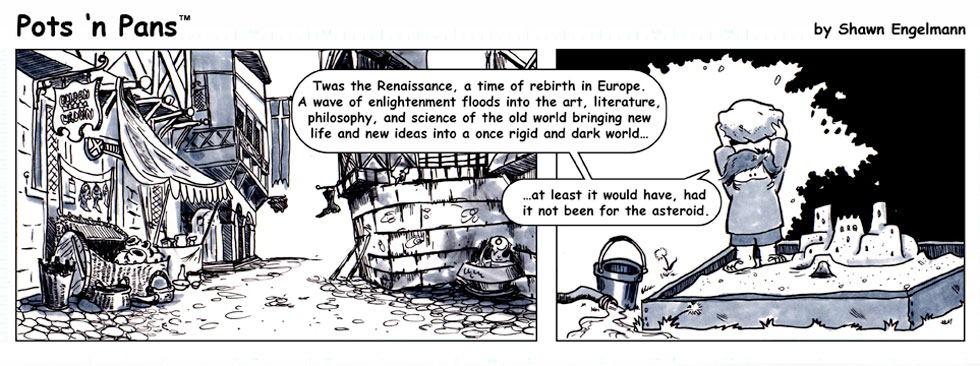 Pots 'n Pans™
by Shawn Engelmann
Twas the Renaissance, a time of rebirth in Europe.
A wave of enlightenment floods into the art, literature,
philosophy, and science of the old world bringing new
life and new ideas into a once rigid and dark world...
...at least it would have, had
it not been for the asteroid.